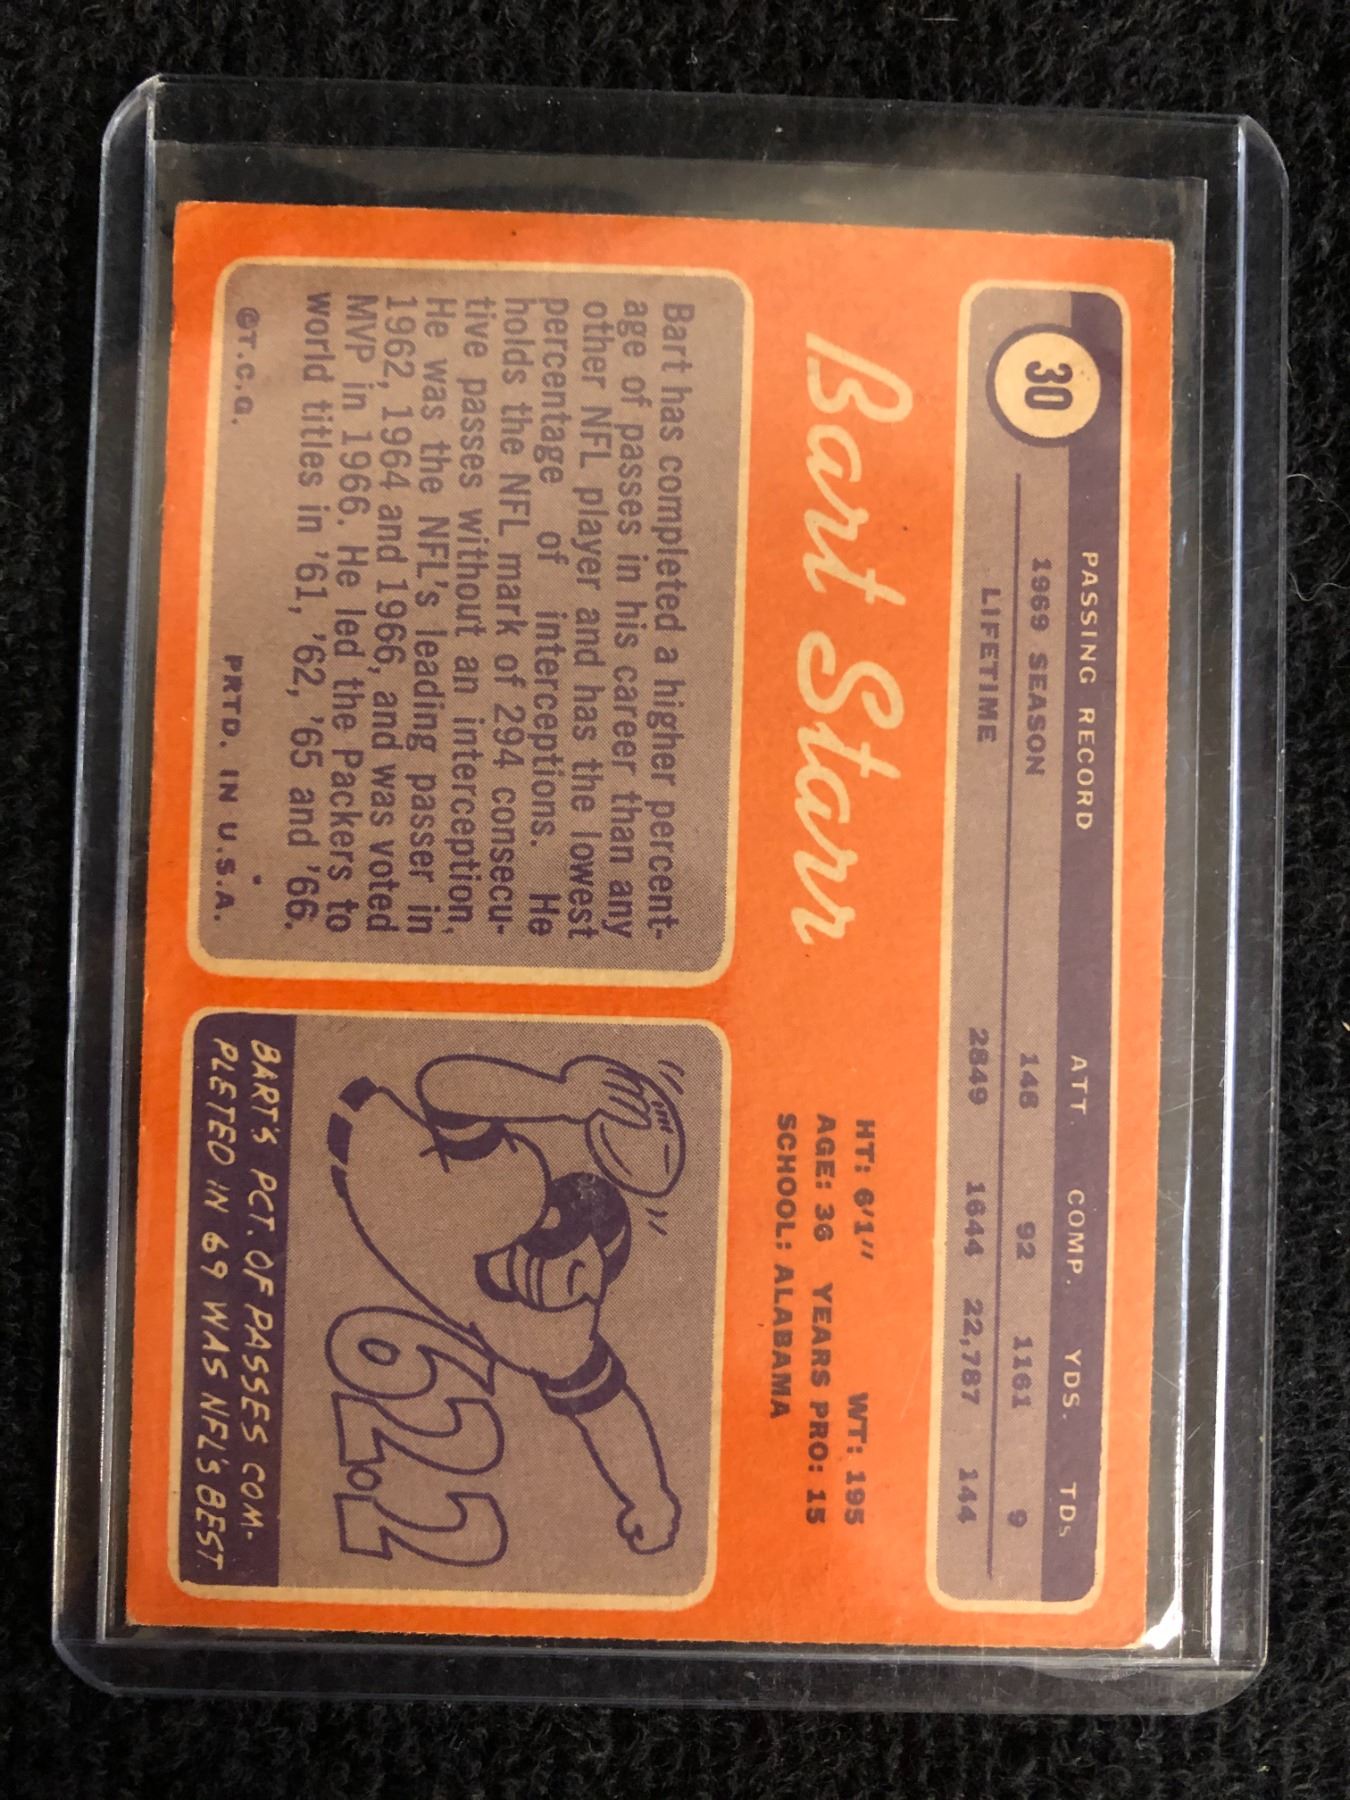 30
PASSING RECORD ATT. COMP. YDS. TDs
1969 SEASON 148 92 1161 9
LIFETIME 2849 1644 22,787 144
Bart Starr
HT: 6'1" WT: 195
AGE: 36 YEARS PRO: 15
SCHOOL: ALABAMA
Bart has completed a higher percent-
age of passes in his career than any
other NFL player and has the lowest
percentage of interceptions. He
holds the NFL mark of 294 consecu-
tive passes without an interception.
He was the NFL's leading passer in
1962, 1964 and 1966, and was voted
MVP in 1966. He led the Packers to
world titles in '61, '62, '65 and '66.
©T.C.G. PRTD. IN U.S.A.
62.2
BART'S PCT. OF PASSES COM-
PLETED IN 69 WAS NFL'S BEST